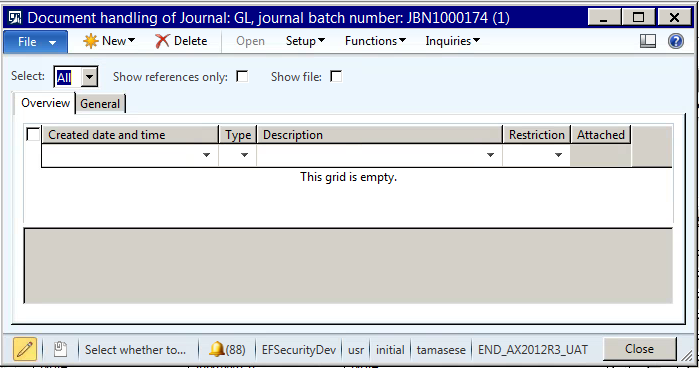 Document handling of Journal: GL, journal batch number: JBN1000174 (1)
File New Delete Open Setup Functions Inquiries
Select: All Show references only: Show file:
Overview General
Created date and time Type Description Restriction Attached
This grid is empty.
Select whether to... (88) EFSecurityDev usr initial tamasese END_AX2012R3_UAT Close